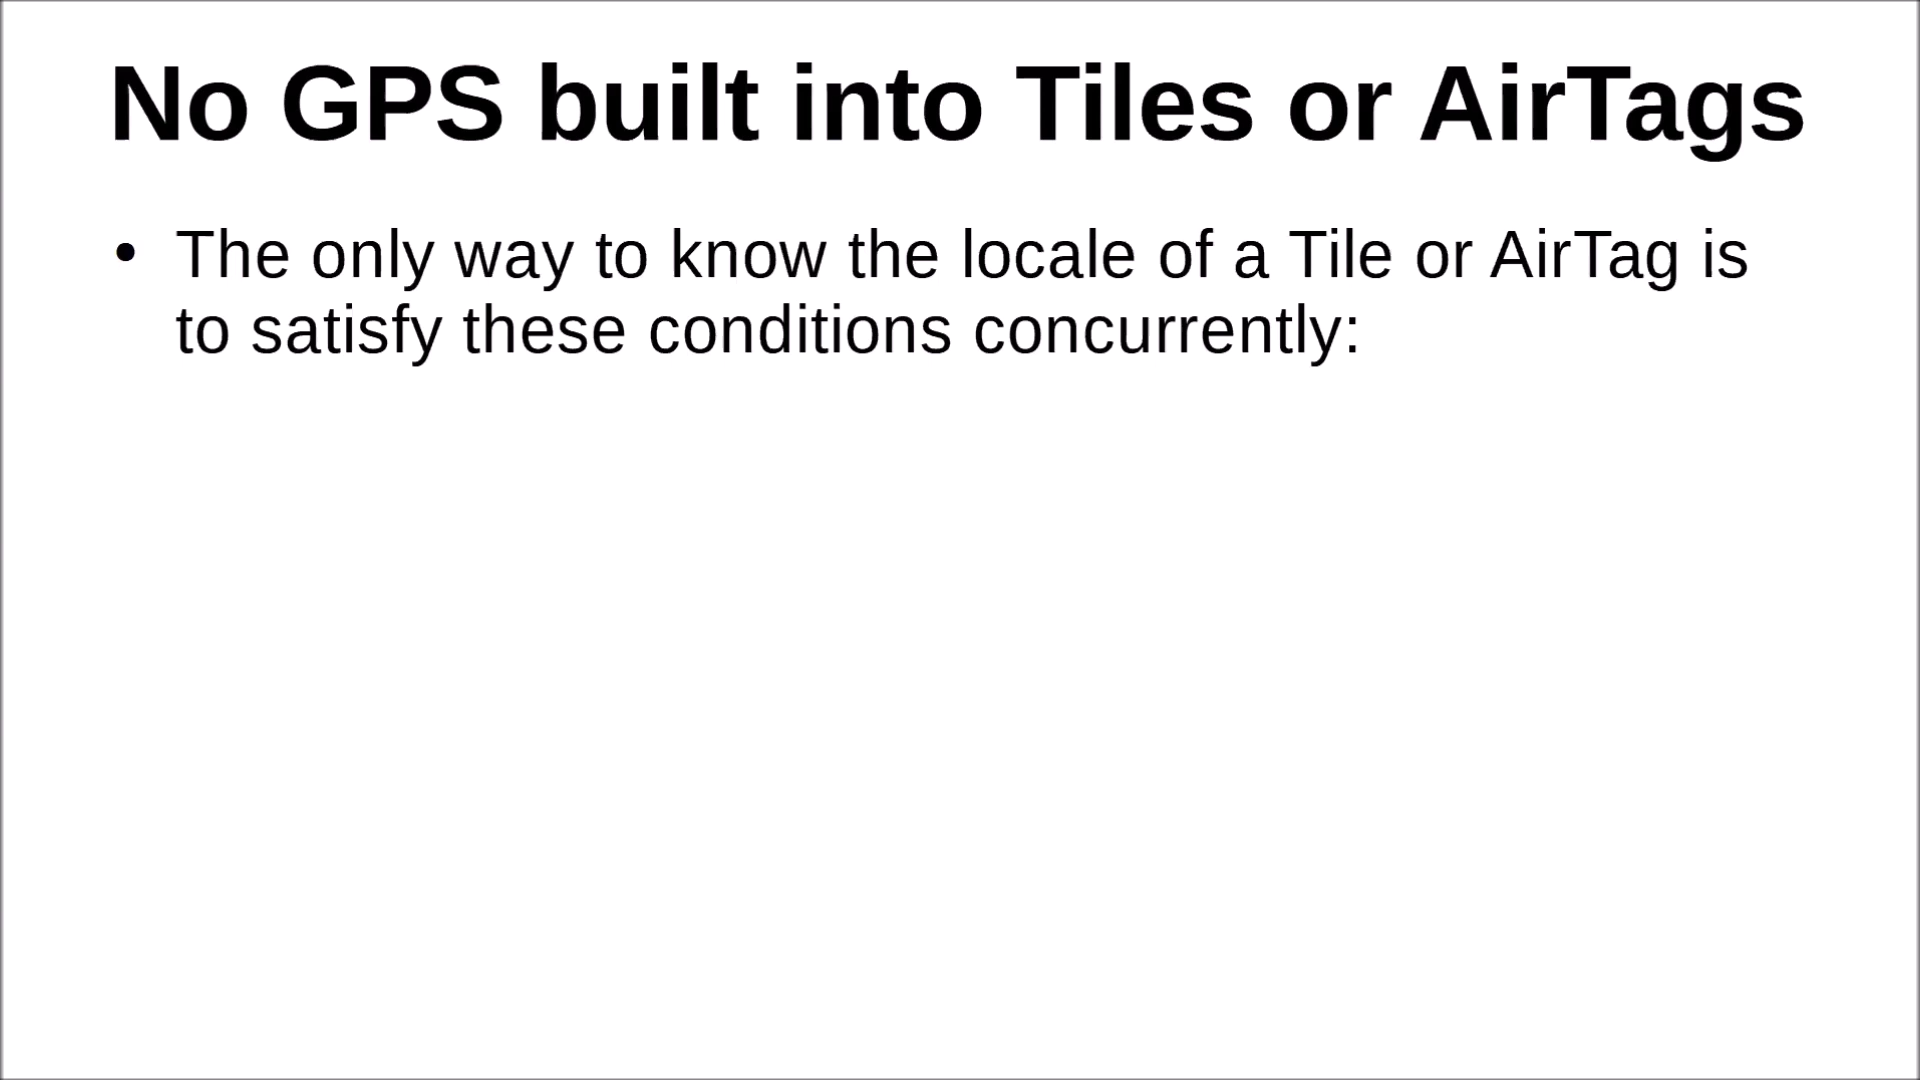 No GPS built into Tiles or AirTags
• The only way to know the locale of a Tile or AirTag is
to satisfy these conditions concurrently: